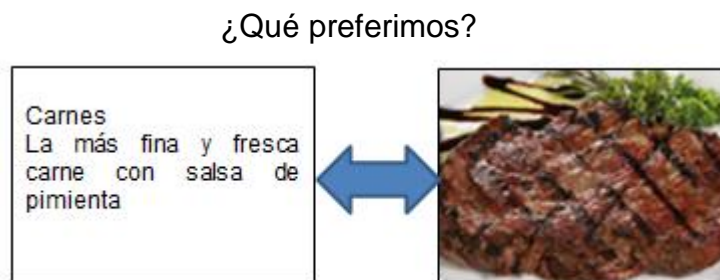 ¿Qué preferimos?
Carnes
La más fina y fresca
carne con salsa de
pimienta